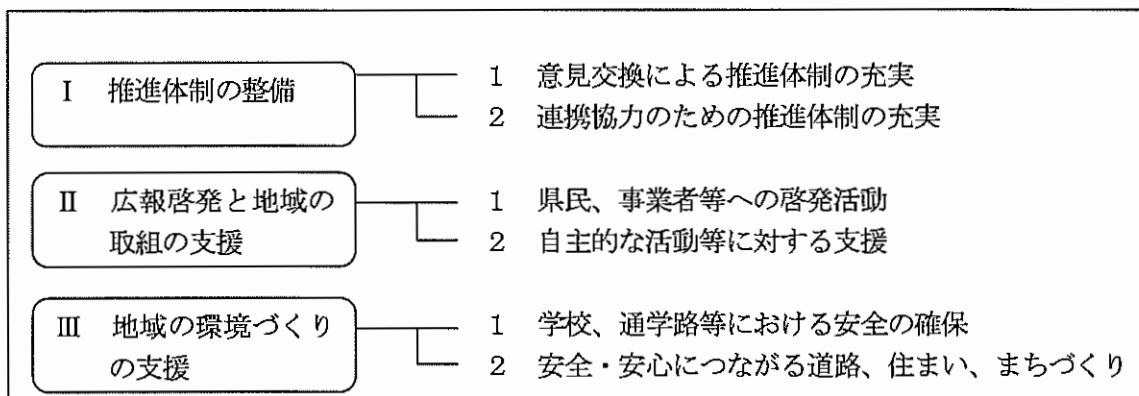 Ⅰ 推進体制の整備
1 意見交換による推進体制の充実
2 連携協力のための推進体制の充実
Ⅱ 広報啓発と地域の
取組の支援
1 県民、事業者等への啓発活動
2 自主的な活動等に対する支援
Ⅲ 地域の環境づくり
の支援
1 学校、通学路等における安全の確保
2 安全・安心につながる道路、住まい、まちづくり